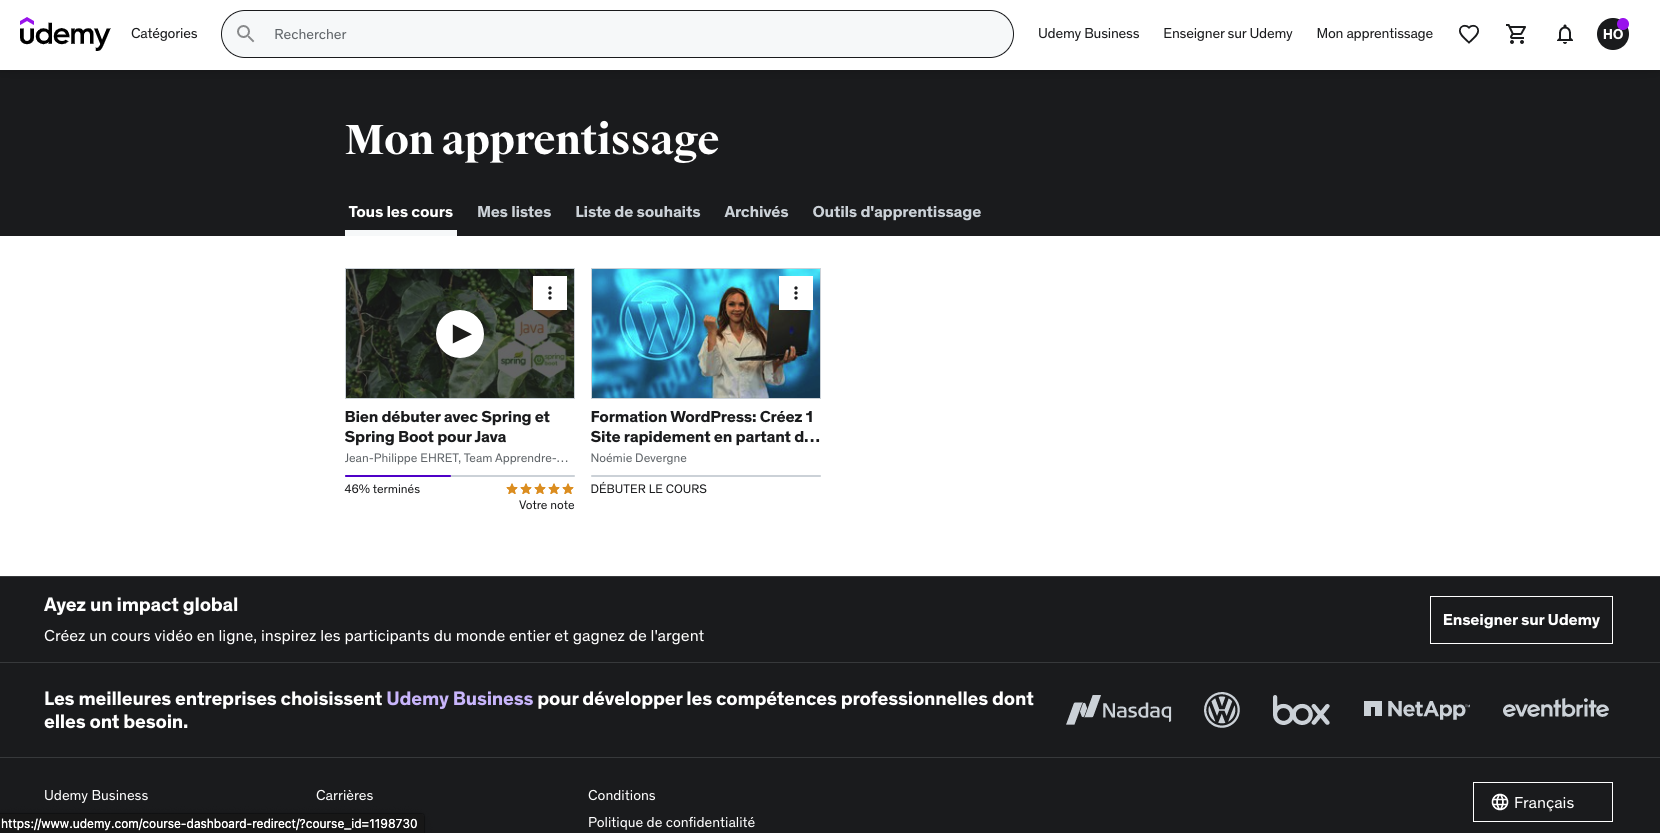 ûdemy
Catégories
Rechercher
Udemy Business
Enseigner sur Udemy
Mon apprentissage
HO
Mon apprentissage
Tous les cours
Mes listes
Liste de souhaits
Archivés
Outils d'apprentissage
Java
spring
spring
boot
Bien débuter avec Spring et
Spring Boot pour Java
Jean-Philippe EHRET, Team Apprendre-...
46% terminés
Votre note
Formation WordPress: Créez 1
Site rapidement en partant d...
Noémie Devergne
DÉBUTER LE COURS
Ayez un impact global
Créez un cours vidéo en ligne, inspirez les participants du monde entier et gagnez de l'argent
Enseigner sur Udemy
Les meilleures entreprises choisissent Udemy Business pour développer les compétences professionnelles dont
elles ont besoin.
Nasdaq
box
NetApp
eventbrite
Udemy Business
Carrières
Conditions
Politique de confidentialité
Français
https://www.udemy.com/course-dashboard-redirect/?course_id=1198730